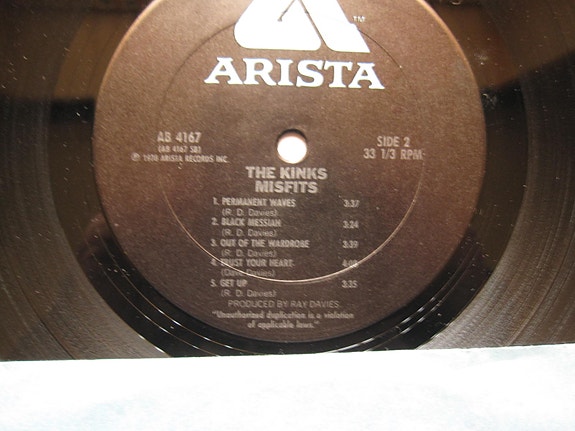 ™
ARISTA
AB 4167
(AB 4167 SB)
℗ 1978 ARISTA RECORDS INC.
SIDE 2
33 1/3 RPM
THE KINKS
MISFITS
1. PERMANENT WAVES 3:37
(R. D. Davies)
2. BLACK MESSIAH 3:24
(R. D. Davies)
3. OUT OF THE WARDROBE 3:39
(R. D. Davies)
4. TRUST YOUR HEART
(Dave Davies)
5. GET UP 3:25
(R. D. Davies)
PRODUCED BY RAY DAVIES.
"Unauthorized duplication is a violation
of applicable laws."